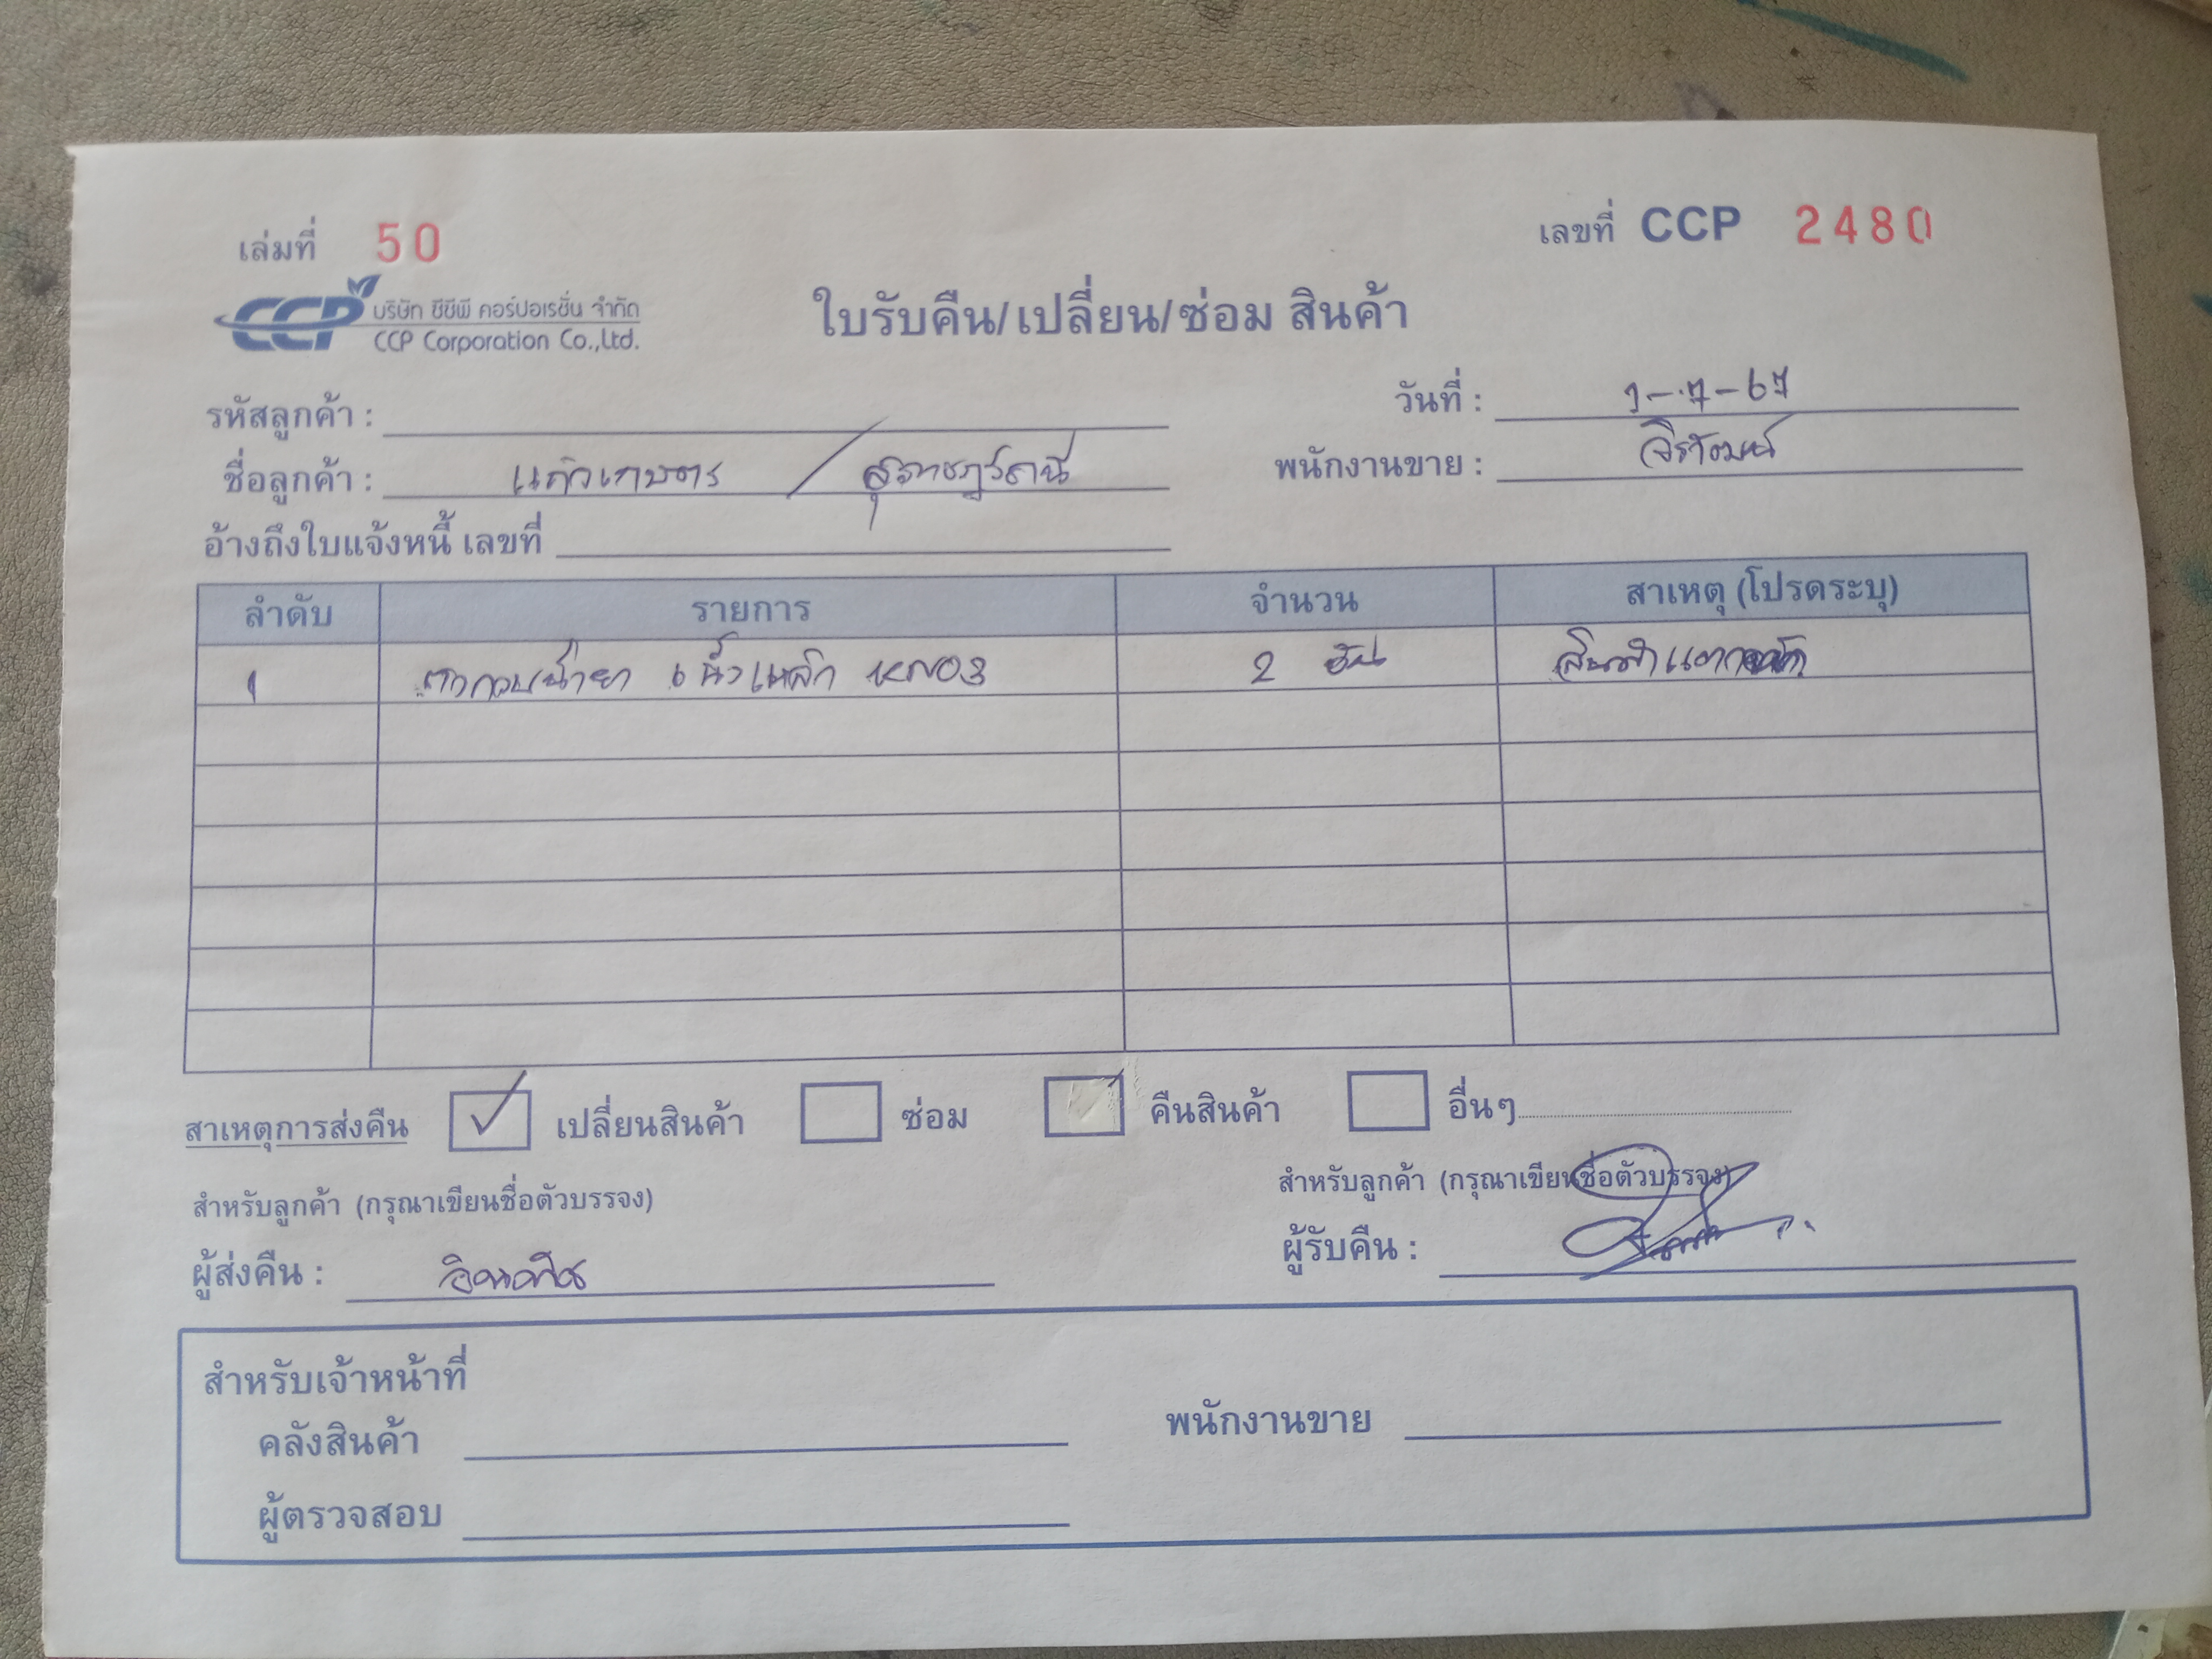 เล่มที่ 50
เลขที่ CCP 2480
CCP บริษัท ซีซีพี คอร์ปอเรชั่น จำกัด
CCP Corporation Co.,Ltd.
ใบรับคืน/เปลี่ยน/ซ่อม สินค้า
รหัสลูกค้า :
วันที่ : 1-7-67
ชื่อลูกค้า : แก้วเกษตร / สุราษฎร์ธานี
พนักงานขาย : จิรวัฒน์
อ้างถึงใบแจ้งหนี้ เลขที่
ลำดับ รายการ จำนวน สาเหตุ (โปรดระบุ)
1 6 นิ้ว เหล็ก 2 อัน สินค้าแตก
สาเหตุการส่งคืน ✓ เปลี่ยนสินค้า ซ่อม คืนสินค้า อื่นๆ
สำหรับลูกค้า (กรุณาเขียนชื่อตัวบรรจง)
สำหรับลูกค้า (กรุณาเขียนชื่อตัวบรรจง)
ผู้ส่งคืน :
ผู้รับคืน :
สำหรับเจ้าหน้าที่
คลังสินค้า
พนักงานขาย
ผู้ตรวจสอบ